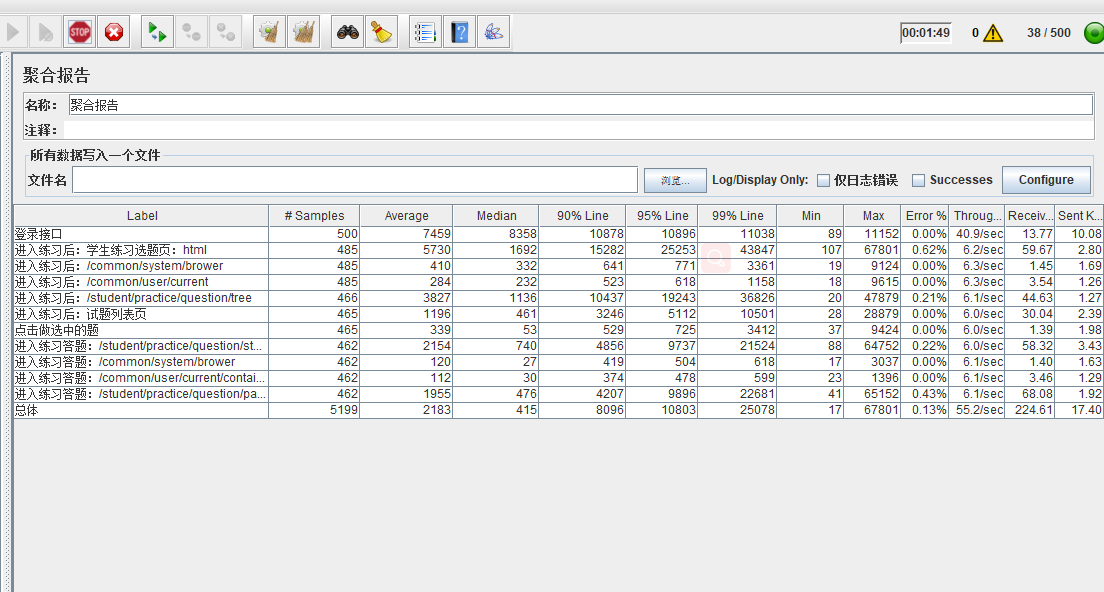 STOP 00:01:49 0 38 / 500
聚合报告
名称： 聚合报告
注释：
所有数据写入一个文件
文件名 浏览... Log/Display Only: 仅日志错误 Successes Configure
Label # Samples Average Median 90% Line 95% Line 99% Line Min Max Error % Throug... Receiv... Sent K...
登录接口 500 7459 8358 10878 10896 11038 89 11152 0.00% 40.9/sec 13.77 10.08
进入练习后：学生练习选题页：html 485 5730 1692 15282 25253 43847 107 67801 0.62% 6.2/sec 59.67 2.80
进入练习后：/common/system/brower 485 410 332 641 771 3361 19 9124 0.00% 6.3/sec 1.45 1.69
进入练习后：/common/user/current 485 284 232 523 618 1158 18 9615 0.00% 6.3/sec 3.54 1.26
进入练习后：/student/practice/question/tree 466 3827 1136 10437 19243 36826 20 47879 0.21% 6.1/sec 44.63 1.27
进入练习后：试题列表页 465 1196 461 3246 5112 10501 28 28879 0.00% 6.0/sec 30.04 2.39
点击做选中的题 465 339 53 529 725 3412 37 9424 0.00% 6.0/sec 1.39 1.98
进入练习答题：/student/practice/question/st... 462 2154 740 4856 9737 21524 88 64752 0.22% 6.0/sec 58.32 3.43
进入练习答题：/common/system/brower 462 120 27 419 504 618 17 3037 0.00% 6.1/sec 1.40 1.63
进入练习答题：/common/user/current/contai... 462 112 30 374 478 599 23 1396 0.00% 6.1/sec 3.46 1.29
进入练习答题：/student/practice/question/pa... 462 1955 476 4207 9896 22681 41 65152 0.43% 6.1/sec 68.08 1.92
总体 5199 2183 415 8096 10803 25078 17 67801 0.13% 55.2/sec 224.61 17.40